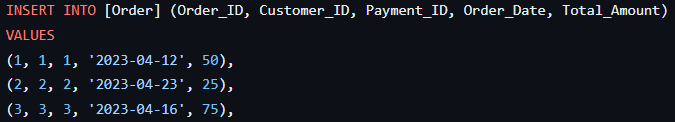 INSERT INTO [Order] (Order_ID, Customer_ID, Payment_ID, Order_Date, Total_Amount)
VALUES
(1, 1, 1, '2023-04-12', 50),
(2, 2, 2, '2023-04-23', 25),
(3, 3, 3, '2023-04-16', 75),